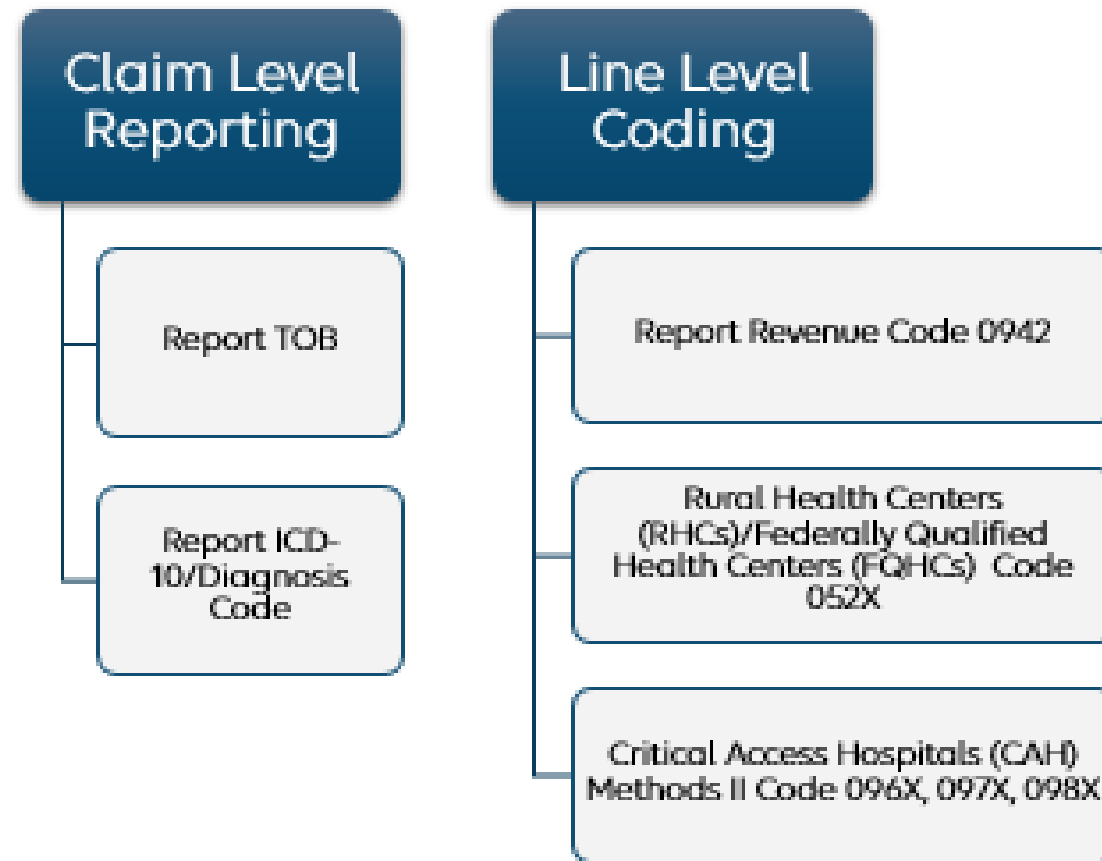 Claim Level
Reporting
Report TOB
Report ICD-
10/Diagnosis
Code
Line Level
Coding
Report Revenue Code 0942
Rural Health Centers
(RHCs)/Federally Qualified
Health Centers (FQHCs) Code
052X
Critical Access Hospitals (CAH)
Methods II Code 096X, 097X, 098X